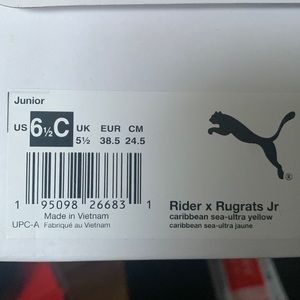 Junior
US 6½C UK EUR CM
5½ 38.5 24.5
1 95098 26683 1
Made in Vietnam
UPC-A Fabriqué au Vietnam
Rider x Rugrats Jr
caribbean sea-ultra yellow
caribbean sea-ultra jaune
®